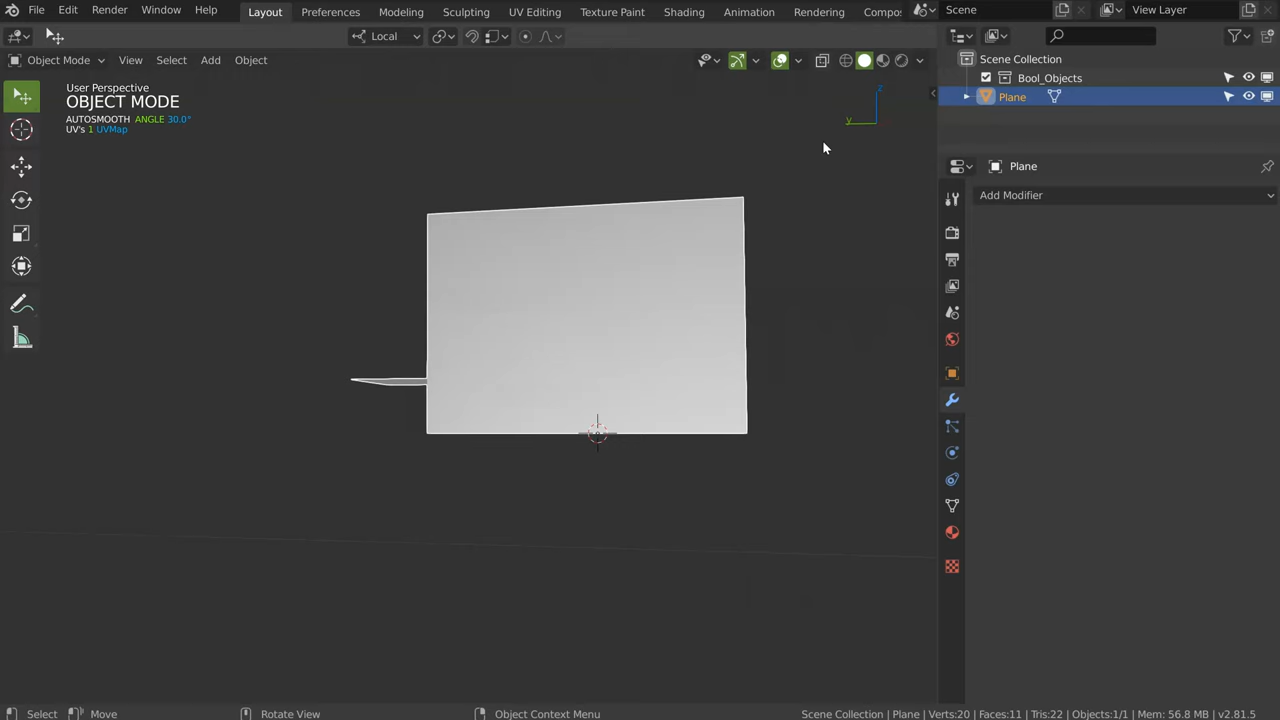 File Edit Render Window Help Layout Preferences Modeling Sculpting UV Editing Texture Paint Shading Animation Rendering Compos Scene View Layer
Local
Object Mode View Select Add Object
Scene Collection
Bool_Objects
Plane
User Perspective
OBJECT MODE
AUTOSMOOTH ANGLE 30.0°
UV's 1 UVMap
z
y
Plane
Add Modifier
Select Move Rotate View Object Context Menu Scene Collection | Plane | Verts:20 | Faces:11 | Tris:22 | Objects:1/1 | Mem: 56.8 MB | v2.81.5